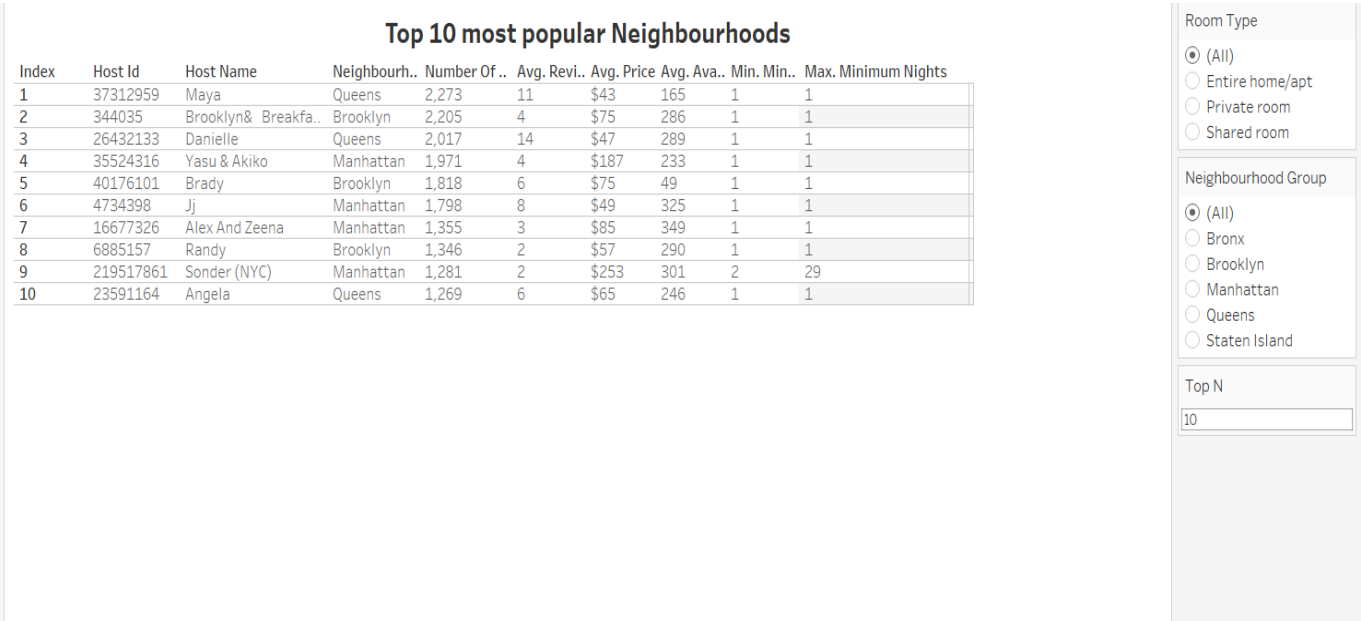 Top 10 most popular Neighbourhoods
Index Host Id Host Name Neighbourh.. Number Of .. Avg. Revi.. Avg. Price Avg. Ava.. Min. Min.. Max. Minimum Nights
1 37312959 Maya Queens 2,273 11 $43 165 1 1
2 344035 Brooklyn& Breakfa.. Brooklyn 2,205 4 $75 286 1 1
3 26432133 Danielle Queens 2,017 14 $47 289 1 1
4 35524316 Yasu & Akiko Manhattan 1,971 4 $187 233 1 1
5 40176101 Brady Brooklyn 1,818 6 $75 49 1 1
6 4734398 Jj Manhattan 1,798 8 $49 325 1 1
7 16677326 Alex And Zeena Manhattan 1,355 3 $85 349 1 1
8 6885157 Randy Brooklyn 1,346 2 $57 290 1 1
9 219517861 Sonder (NYC) Manhattan 1,281 2 $253 301 2 29
10 23591164 Angela Queens 1,269 6 $65 246 1 1
Room Type
(All)
Entire home/apt
Private room
Shared room
Neighbourhood Group
(All)
Bronx
Brooklyn
Manhattan
Queens
Staten Island
Top N
10